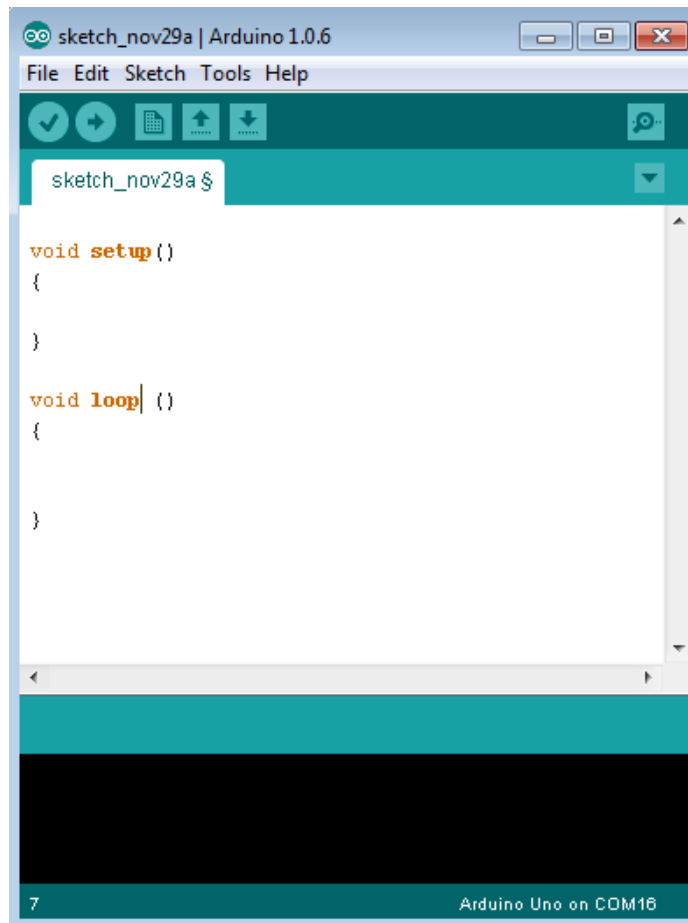 sketch_nov29a | Arduino 1.0.6
File Edit Sketch Tools Help
sketch_nov29a §
void setup()
{
}
void loop ()
{
}
7 Arduino Uno on COM16